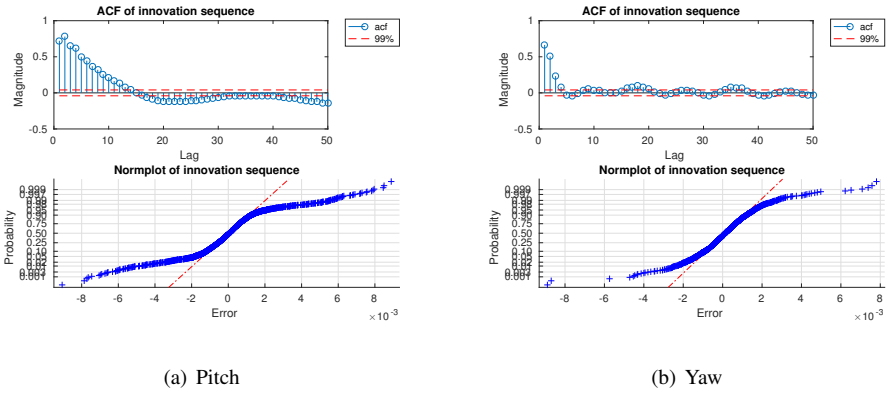 ACF of innovation sequence
1
0.5
0
-0.5
Magnitude
0 10 20 30 40 50
Lag
acf
99%
Normplot of innovation sequence
0.999
0.997
0.99
0.98
0.95
0.90
0.75
0.50
0.25
0.10
0.05
0.02
0.01
0.003
0.001
Probability
-8 -6 -4 -2 0 2 4 6 8
Error
×10⁻³
(a) Pitch
ACF of innovation sequence
1
0.5
0
-0.5
Magnitude
0 10 20 30 40 50
Lag
acf
99%
Normplot of innovation sequence
0.999
0.997
0.99
0.98
0.95
0.90
0.75
0.50
0.25
0.10
0.05
0.02
0.01
0.003
0.001
Probability
-8 -6 -4 -2 0 2 4 6 8
Error
×10⁻³
(b) Yaw